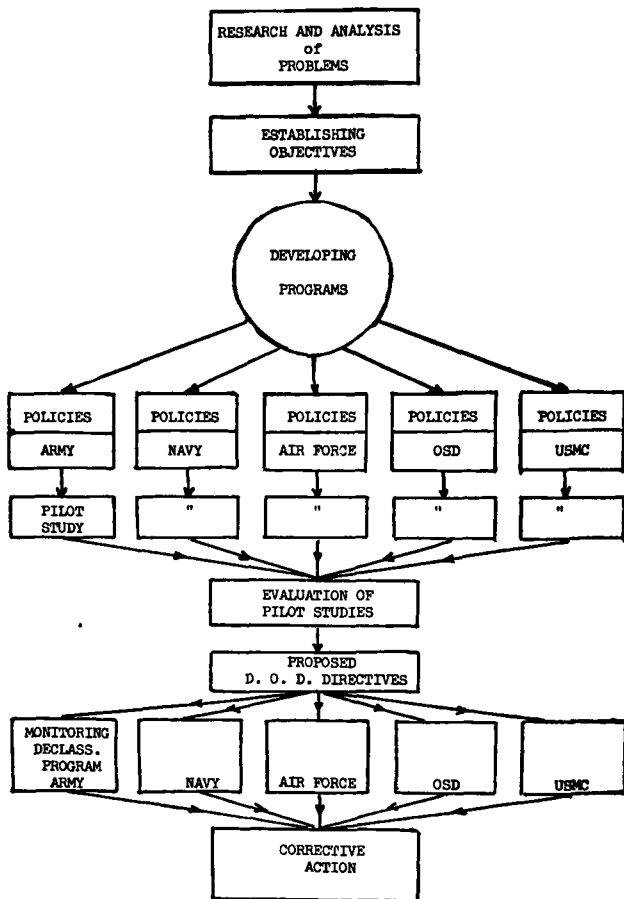 RESEARCH AND ANALYSIS
of
PROBLEMS
ESTABLISHING
OBJECTIVES
DEVELOPING
PROGRAMS
POLICIES
ARMY
POLICIES
NAVY
POLICIES
AIR FORCE
POLICIES
OSD
POLICIES
USMC
PILOT
STUDY
"
"
"
"
EVALUATION OF
PILOT STUDIES
PROPOSED
D. O. D. DIRECTIVES
MONITORING
DECLASS.
PROGRAM
ARMY
NAVY
AIR FORCE
OSD
USMC
CORRECTIVE
ACTION